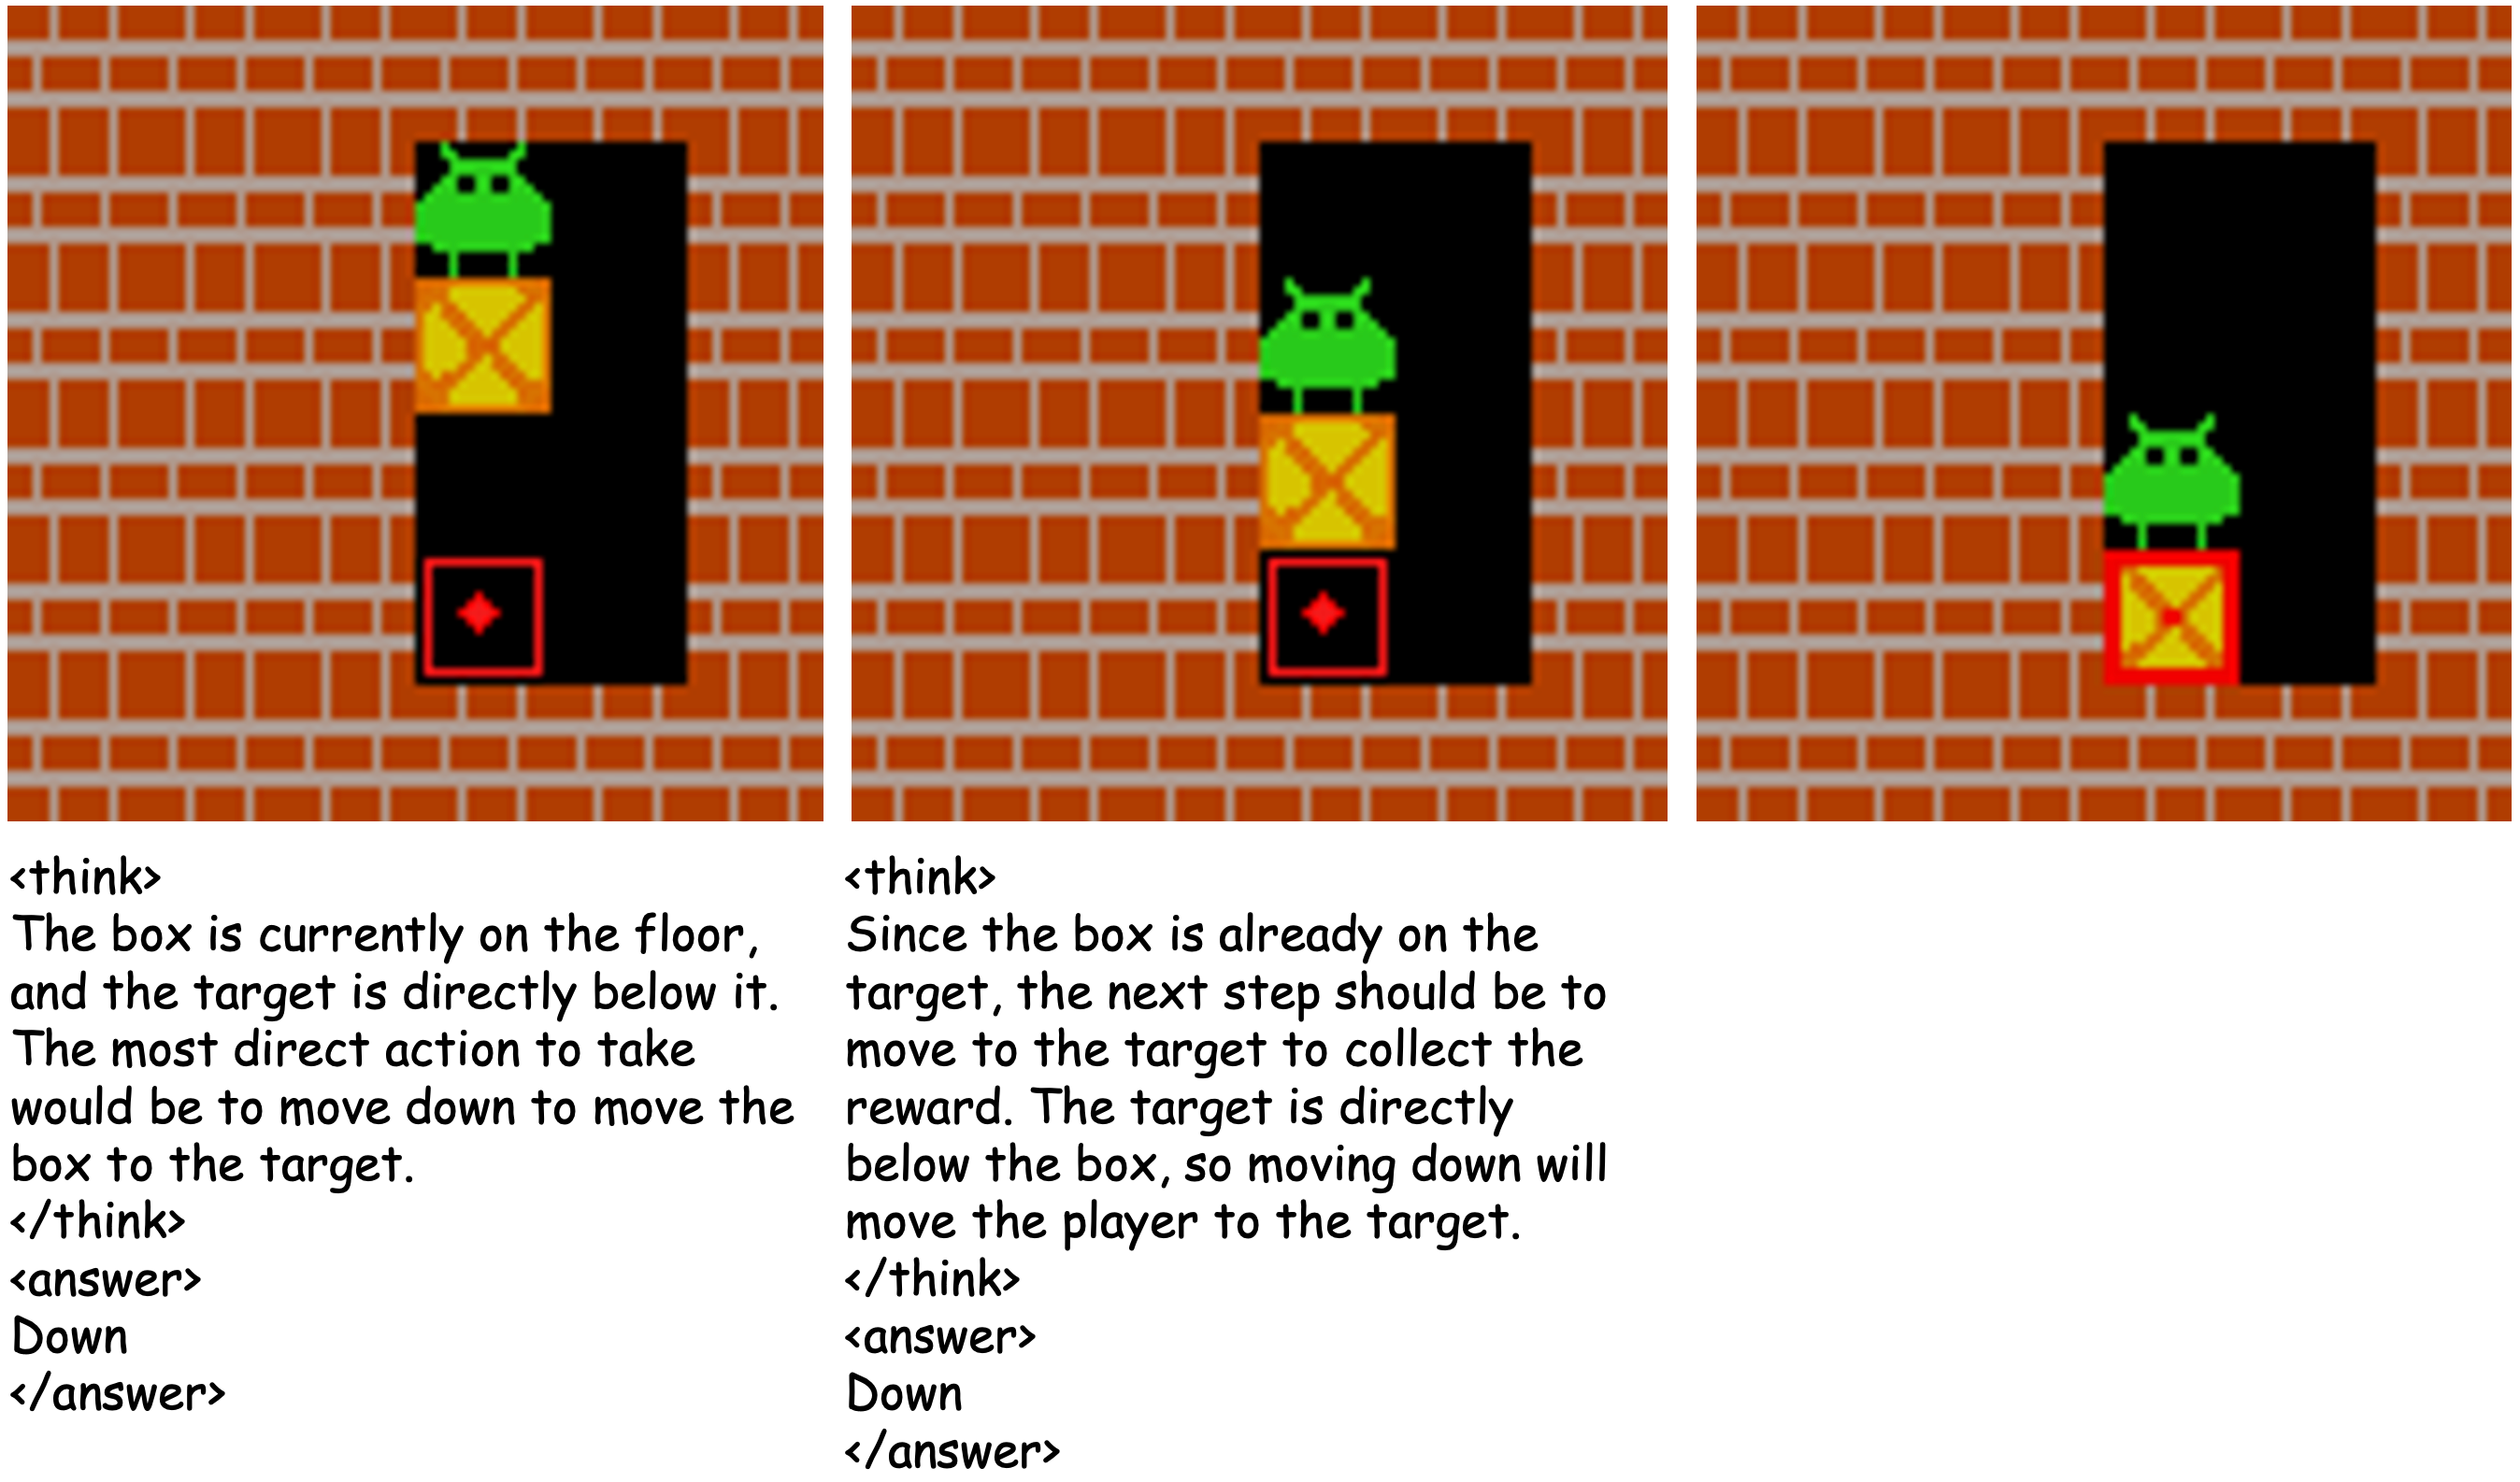 <think>
The box is currently on the floor,
and the target is directly below it.
The most direct action to take
would be to move down to move the
box to the target.
</think>
<answer>
Down
</answer>
<think>
Since the box is already on the
target, the next step should be to
move to the target to collect the
reward. The target is directly
below the box, so moving down will
move the player to the target.
</think>
<answer>
Down
</answer>